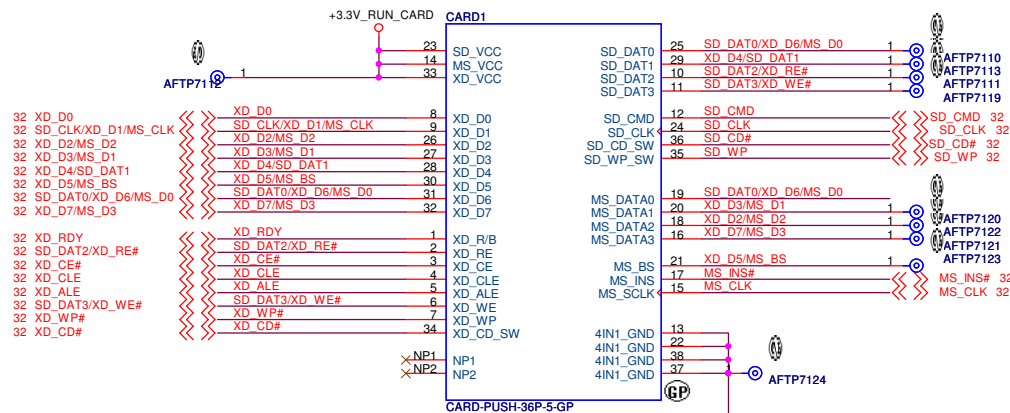 +3.3V_RUN_CARD CARD1
23 SD_VCC SD_DAT0 25 SD_DAT0/XD_D6/MS_D0 1 AFTP7110
14 MS_VCC SD_DAT1 29 XD_D4/SD_DAT1 1 AFTP7113
33 XD_VCC SD_DAT2 10 SD_DAT2/XD_RE# 1 AFTP7111
AFTP7112 1 SD_DAT3 11 SD_DAT3/XD_WE# 1 AFTP7119
32 XD_D0 XD_D0 8 XD_D0 SD_CMD 12 SD_CMD SD_CMD 32
32 SD_CLK/XD_D1/MS_CLK SD_CLK/XD_D1/MS_CLK 9 XD_D1 SD_CLK 24 SD_CLK SD_CLK 32
32 XD_D2/MS_D2 XD_D2/MS_D2 26 XD_D2 SD_CD_SW 36 SD_CD# SD_CD# 32
32 XD_D3/MS_D1 XD_D3/MS_D1 27 XD_D3 SD_WP_SW 35 SD_WP SD_WP 32
32 XD_D4/SD_DAT1 XD_D4/SD_DAT1 28 XD_D4
32 XD_D5/MS_BS XD_D5/MS_BS 30 XD_D5
32 SD_DAT0/XD_D6/MS_D0 SD_DAT0/XD_D6/MS_D0 31 XD_D6 MS_DATA0 19 SD_DAT0/XD_D6/MS_D0
32 XD_D7/MS_D3 XD_D7/MS_D3 32 XD_D7 MS_DATA1 20 XD_D3/MS_D1 1 AFTP7120
MS_DATA2 18 XD_D2/MS_D2 1 AFTP7122
32 XD_RDY XD_RDY 1 XD_R/B MS_DATA3 16 XD_D7/MS_D3 1 AFTP7121
32 SD_DAT2/XD_RE# SD_DAT2/XD_RE# 2 XD_RE
32 XD_CE# XD_CE# 3 XD_CE MS_BS 21 XD_D5/MS_BS 1 AFTP7123
32 XD_CLE XD_CLE 4 XD_CLE MS_INS 17 MS_INS# MS_INS# 32
32 XD_ALE XD_ALE 5 XD_ALE MS_SCLK 15 MS_CLK MS_CLK 32
32 SD_DAT3/XD_WE# SD_DAT3/XD_WE# 6 XD_WE
32 XD_WP# XD_WP# 7 XD_WP
32 XD_CD# XD_CD# 34 XD_CD_SW 4IN1_GND 13
4IN1_GND 22
NP1 NP1 4IN1_GND 38
NP2 NP2 4IN1_GND 37 1 AFTP7124
GP
CARD-PUSH-36P-5-GP